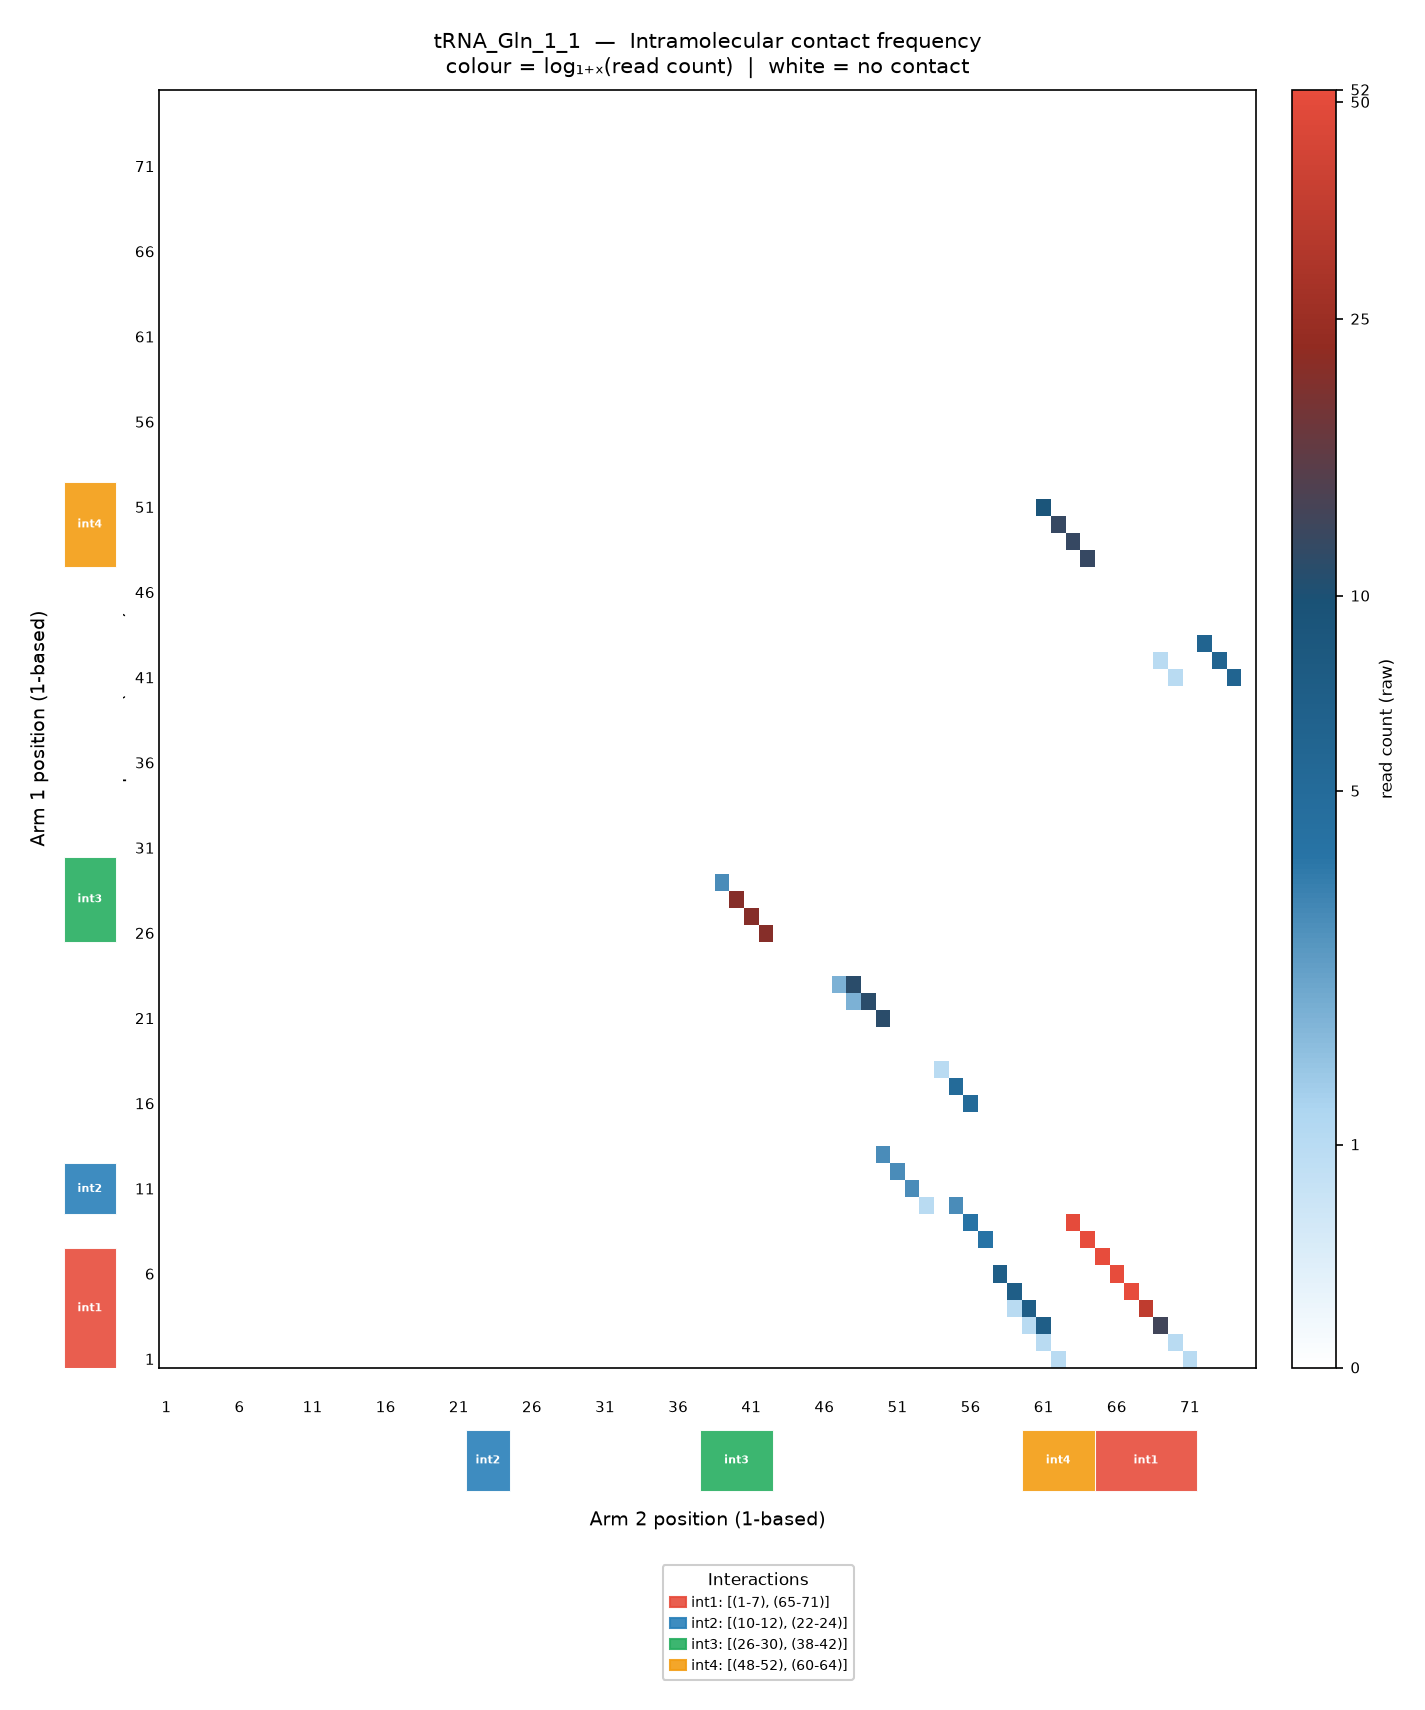 tRNA_Gln_1_1 — Intramolecular contact frequency
colour = log₁₊ₓ(read count) | white = no contact
52
50
25
10
5
1
0
read count (raw)
71
66
61
56
51
46
41
36
31
26
21
16
11
6
1
Arm 1 position (1-based)
int4
int3
int2
int1
1 6 11 16 21 26 31 36 41 46 51 56 61 66 71
int2 int3 int4 int1
Arm 2 position (1-based)
Interactions
int1: [(1-7), (65-71)]
int2: [(10-12), (22-24)]
int3: [(26-30), (38-42)]
int4: [(48-52), (60-64)]